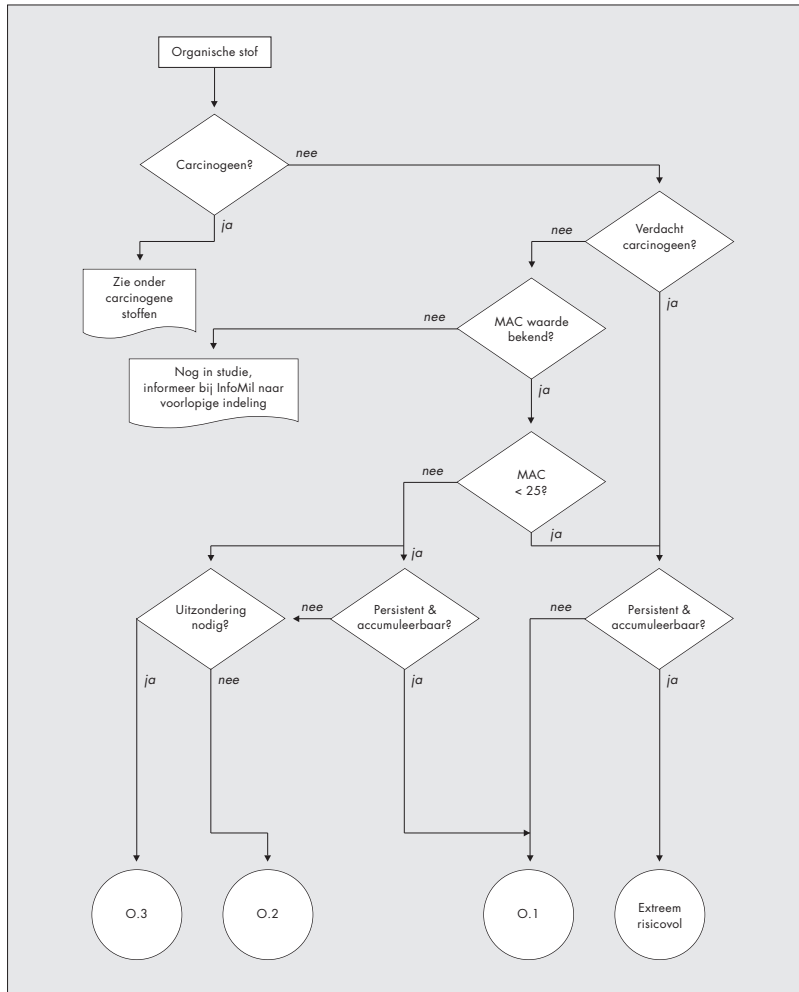 Organische stof
Carcinogeen?
nee
ja
Verdacht
carcinogeen?
nee
ja
Zie onder
carcinogene
stoffen
MAC waarde
bekend?
nee
ja
Nog in studie,
informeer bij InfoMil naar
voorlopige indeling
MAC
< 25?
nee
ja
ja
Uitzondering
nodig?
nee
Persistent &
accumuleerbaar?
nee
Persistent &
accumuleerbaar?
ja
nee
ja
ja
O.3
O.2
O.1
Extreem
risicovol